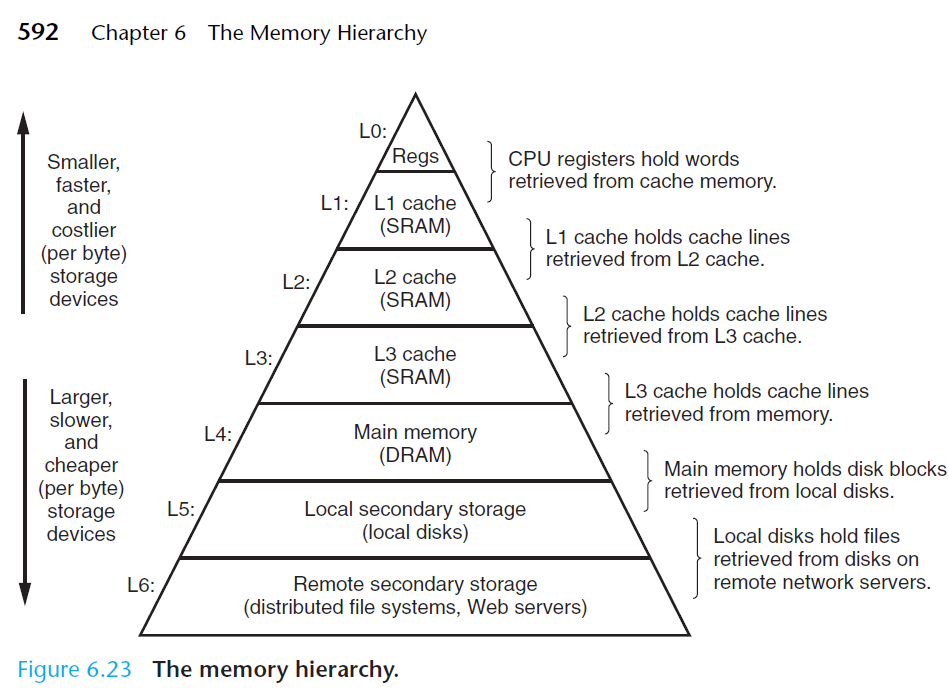 592 Chapter 6 The Memory Hierarchy
Smaller,
faster,
and
costlier
(per byte)
storage
devices
Larger,
slower,
and
cheaper
(per byte)
storage
devices
L0:
Regs
CPU registers hold words
retrieved from cache memory.
L1:
L1 cache
(SRAM)
L1 cache holds cache lines
retrieved from L2 cache.
L2:
L2 cache
(SRAM)
L2 cache holds cache lines
retrieved from L3 cache.
L3:
L3 cache
(SRAM)
L3 cache holds cache lines
retrieved from memory.
L4:
Main memory
(DRAM)
Main memory holds disk blocks
retrieved from local disks.
L5:
Local secondary storage
(local disks)
Local disks hold files
retrieved from disks on
remote network servers.
L6:
Remote secondary storage
(distributed file systems, Web servers)
Figure 6.23 The memory hierarchy.